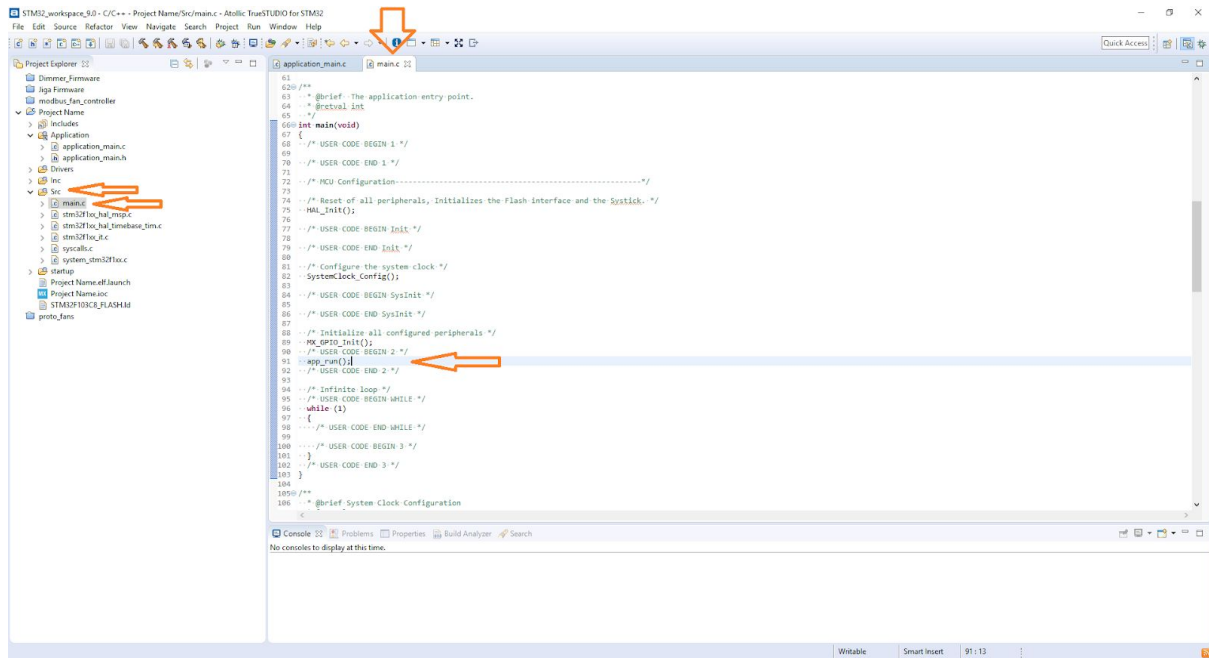 STM32_workspace_9.0 - C/C++ - Project Name/Src/main.c - Atollic TrueSTUDIO for STM32
File Edit Source Refactor View Navigate Search Project Run Window Help
Quick Access
Project Explorer
Dimmer_Firmware
Jiga Firmware
modbus_fan_controller
Project Name
Includes
Application
application_main.c
application_main.h
Drivers
Inc
Src
main.c
stm32f1xx_hal_msp.c
stm32f1xx_hal_timebase_tim.c
stm32f1xx_it.c
syscalls.c
system_stm32f1xx.c
startup
Project Name.elf.launch
Project Name.ioc
STM32F103C8_FLASH.ld
proto_fans
application_main.c main.c
61
62 /**
63 * @brief The application entry point.
64 * @retval int
65 */
66 int main(void)
67 {
68 /* USER CODE BEGIN 1 */
69
70 /* USER CODE END 1 */
71
72 /* MCU Configuration--------------------------------------------------------*/
73
74 /* Reset of all peripherals, Initializes the Flash interface and the Systick. */
75 HAL_Init();
76
77 /* USER CODE BEGIN Init */
78
79 /* USER CODE END Init */
80
81 /* Configure the system clock */
82 SystemClock_Config();
83
84 /* USER CODE BEGIN SysInit */
85
86 /* USER CODE END SysInit */
87
88 /* Initialize all configured peripherals */
89 MX_GPIO_Init();
90 /* USER CODE BEGIN 2 */
91 app_run();
92 /* USER CODE END 2 */
93
94 /* Infinite loop */
95 /* USER CODE BEGIN WHILE */
96 while (1)
97 {
98 /* USER CODE END WHILE */
99
100 /* USER CODE BEGIN 3 */
101 }
102 /* USER CODE END 3 */
103 }
104
105 /**
106 * @brief System Clock Configuration
Console Problems Properties Build Analyzer Search
No consoles to display at this time.
Writable Smart Insert 91 : 13